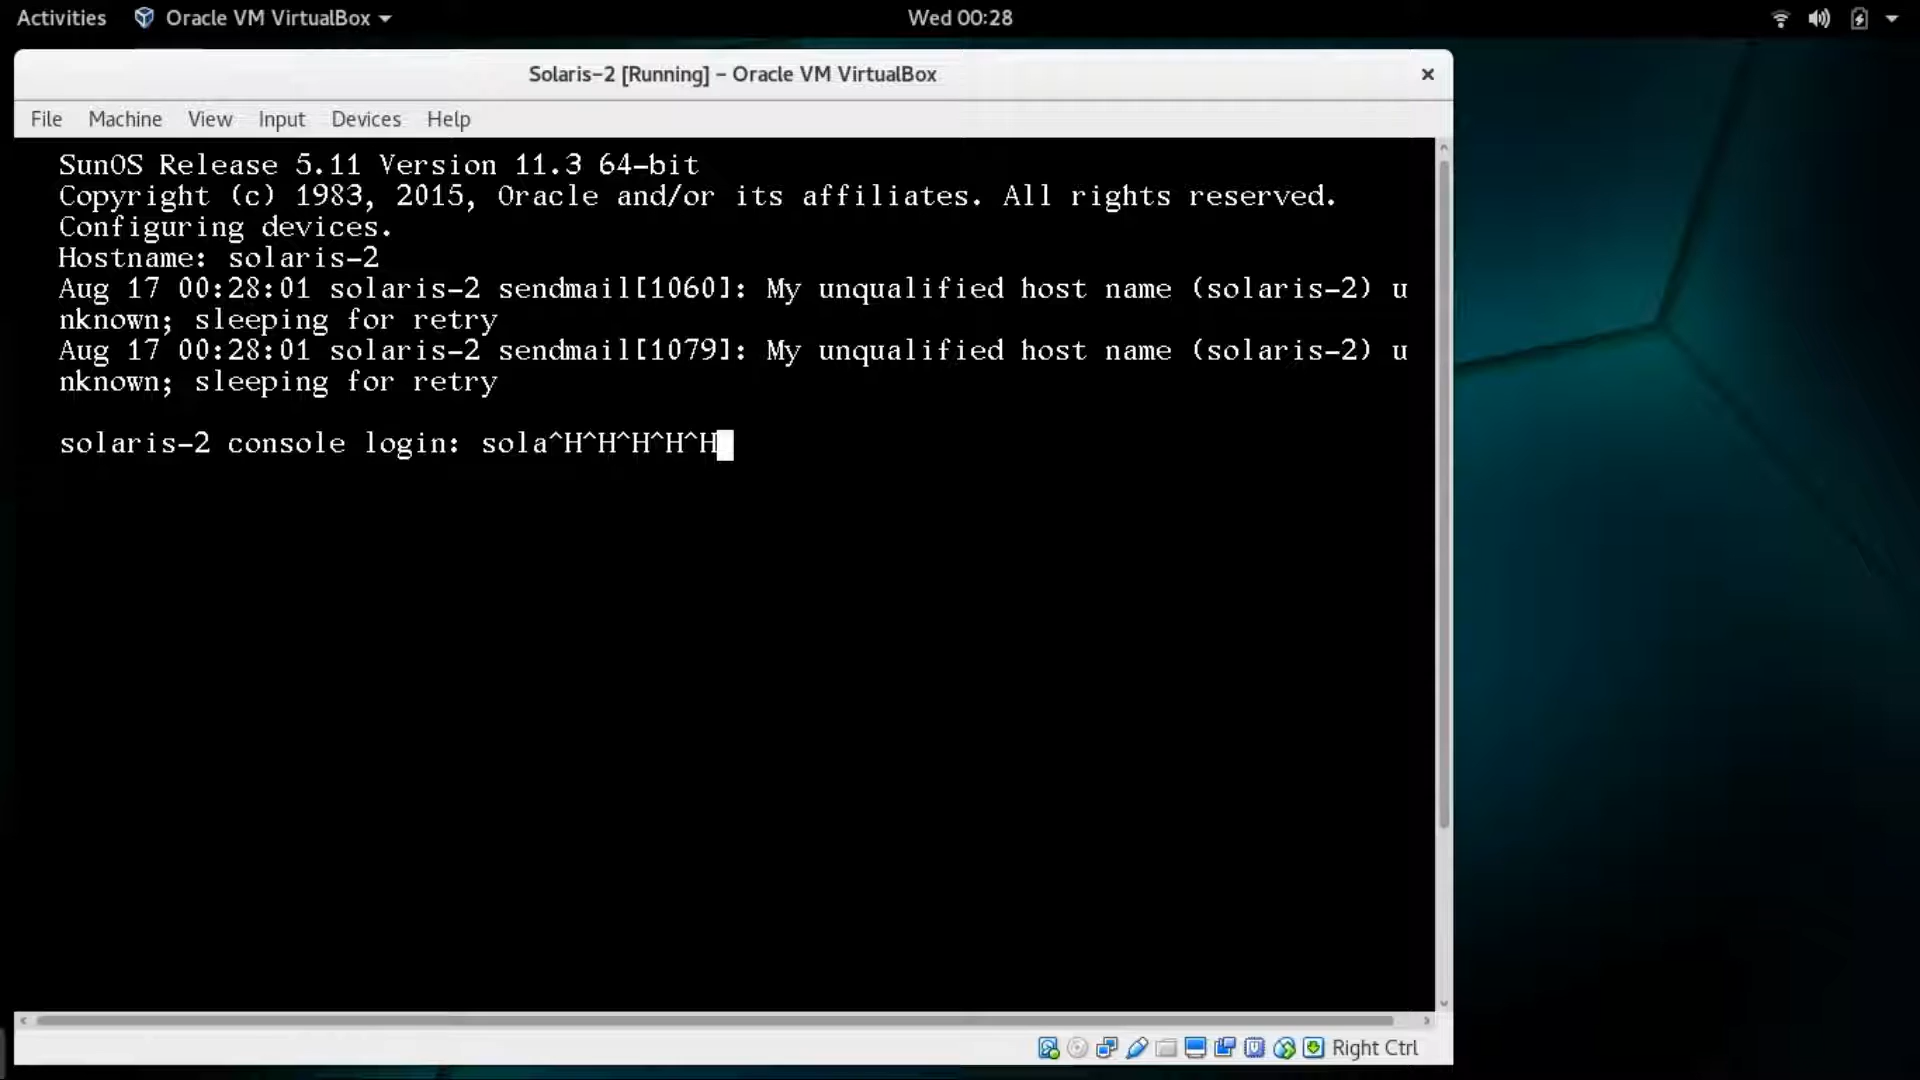 Activities Oracle VM VirtualBox Wed 00:28
Solaris-2 [Running] – Oracle VM VirtualBox
File Machine View Input Devices Help
SunOS Release 5.11 Version 11.3 64-bit
Copyright (c) 1983, 2015, Oracle and/or its affiliates. All rights reserved.
Configuring devices.
Hostname: solaris-2
Aug 17 00:28:01 solaris-2 sendmail[1060]: My unqualified host name (solaris-2) u
nknown; sleeping for retry
Aug 17 00:28:01 solaris-2 sendmail[1079]: My unqualified host name (solaris-2) u
nknown; sleeping for retry
solaris-2 console login: sola^H^H^H^H^H
Right Ctrl